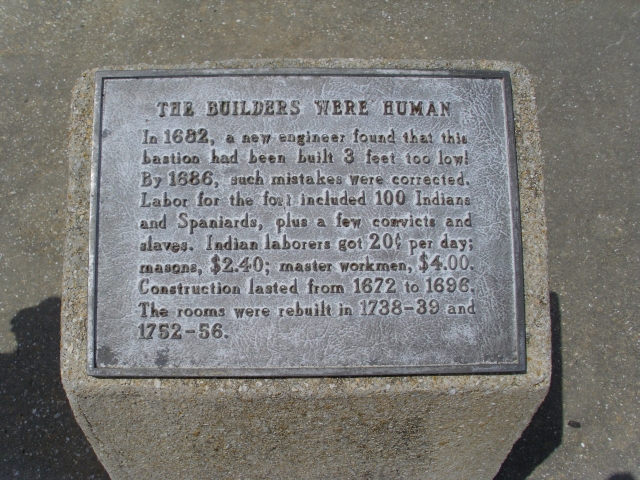 THE BUILDERS WERE HUMAN
In 1682, a new engineer found that this
bastion had been built 3 feet too low!
By 1686, such mistakes were corrected.
Labor for the fort included 100 Indians
and Spaniards, plus a few convicts and
slaves. Indian laborers got 20¢ per day;
masons, $2.40; master workmen, $4.00.
Construction lasted from 1672 to 1696.
The rooms were rebuilt in 1738-39 and
1752-56.